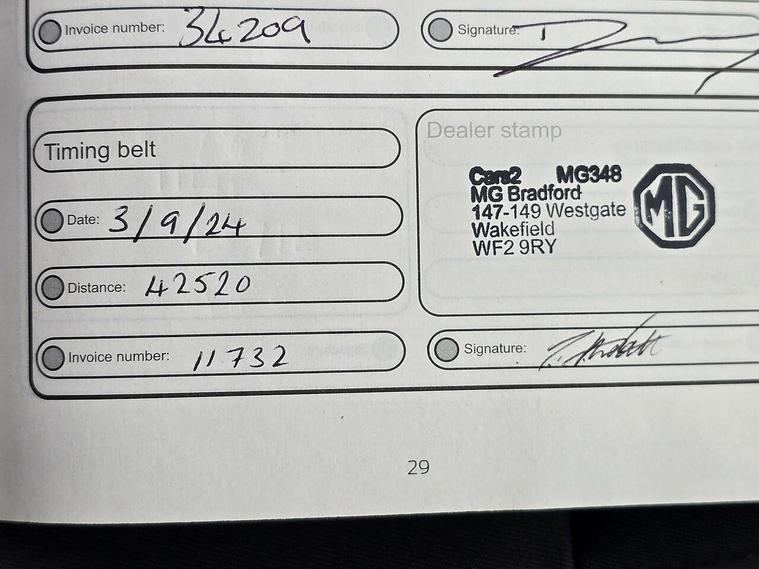 Invoice number: 34209
Signature:
Timing belt
Dealer stamp
Cars2 MG348
MG Bradford
147-149 Westgate
Wakefield
WF2 9RY
MG
Date: 3/9/24
Distance: 42520
Invoice number: 11732
Signature:
29